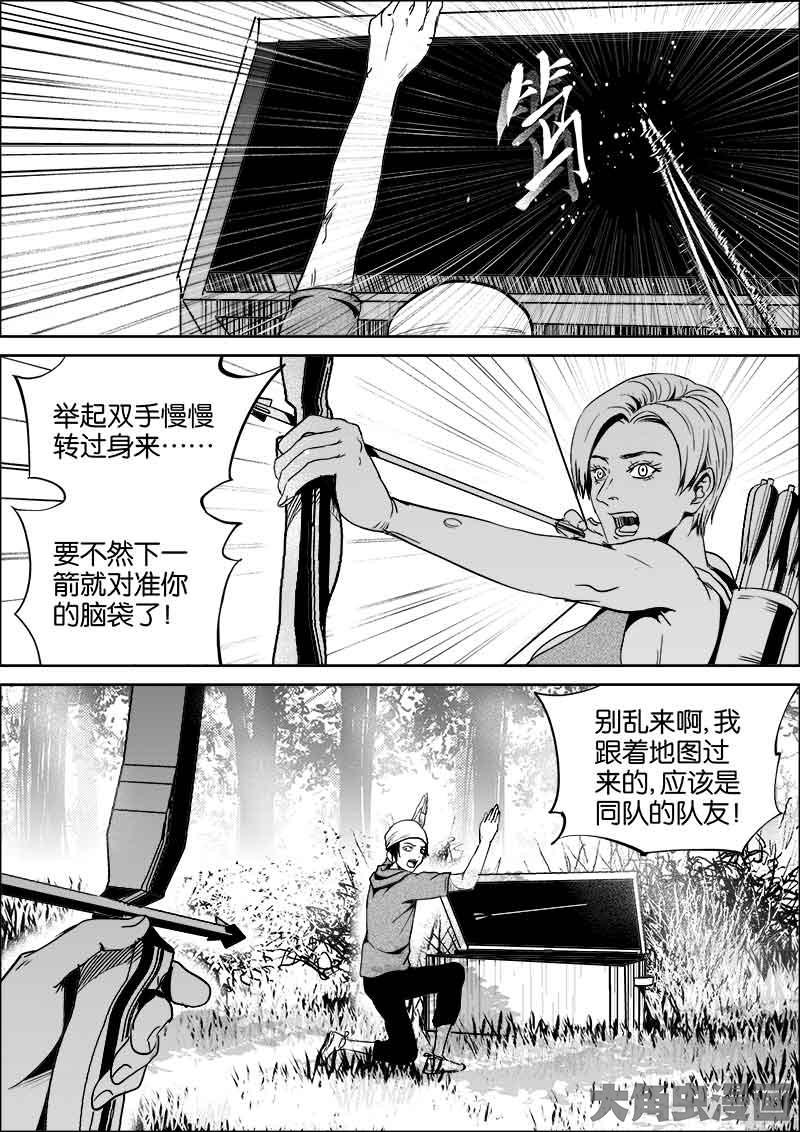 举起双手慢慢
转过身来……
要不然下一
箭就对准你
的脑袋了！
别乱来啊，我
跟着地图过
来的，应该是
同队的队友！
大角虫漫画